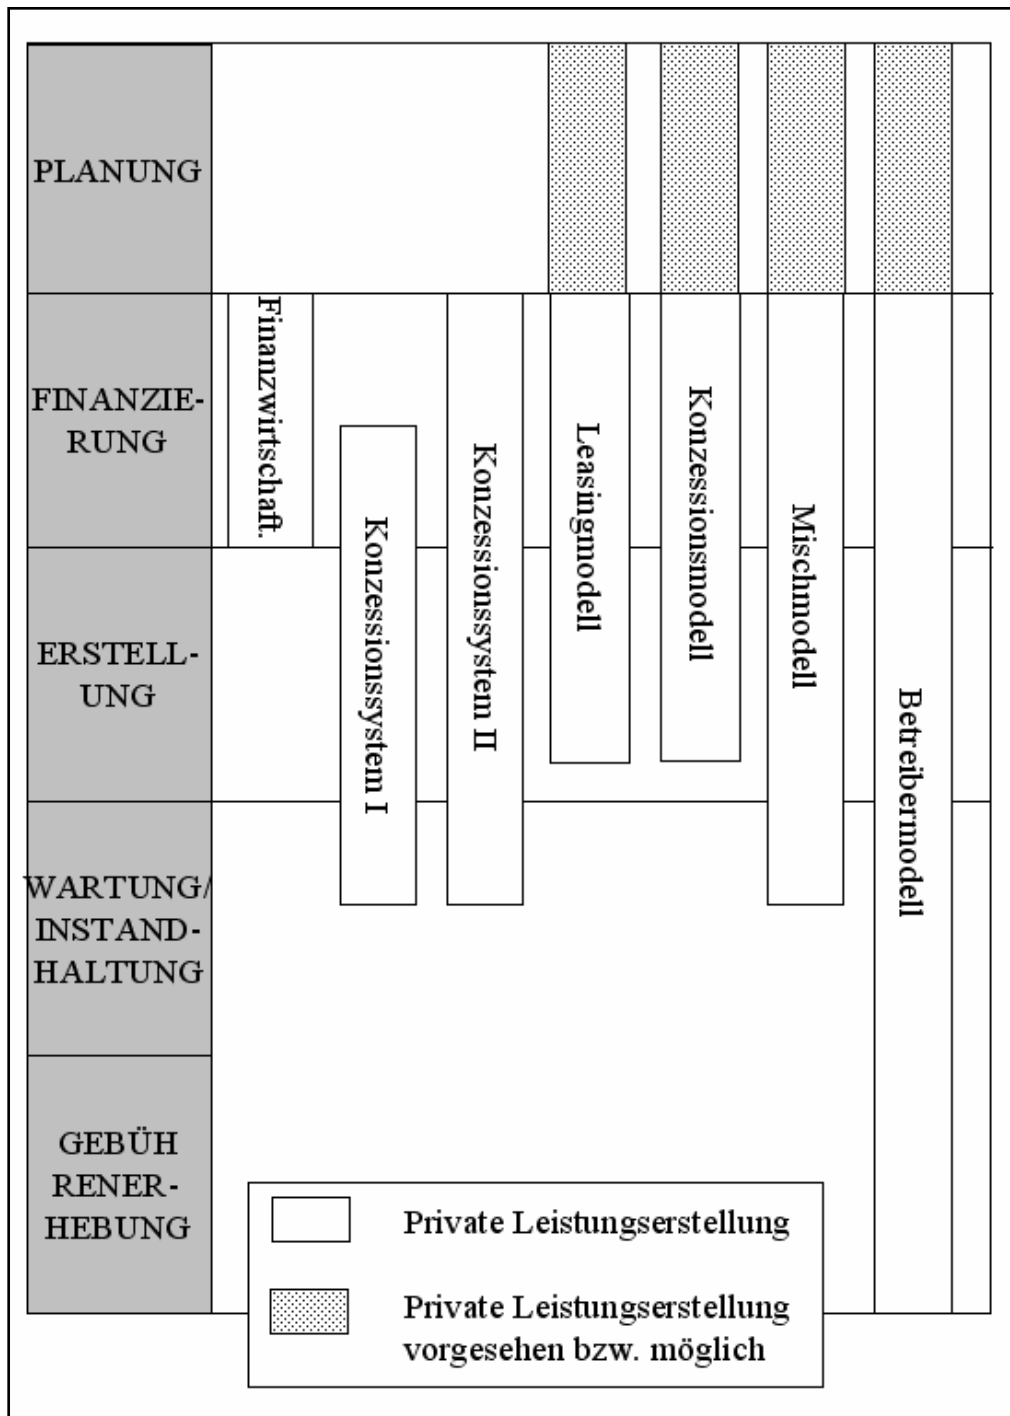 PLANUNG
FINANZIE-
RUNG
ERSTELL-
UNG
WARTUNG/
INSTAND-
HALTUNG
GEBÜH
RENER-
HEBUNG
Finanzwirtschaft.
Konzessionssystem I
Konzessionssystem II
Leasingmodell
Konzessionsmodell
Mischmodell
Betreibermodell
Private Leistungserstellung
Private Leistungserstellung
vorgesehen bzw. möglich